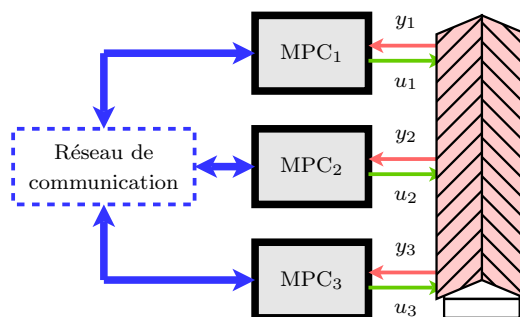 y₁
MPC₁
u₁
Réseau de
communication
y₂
MPC₂
u₂
y₃
MPC₃
u₃